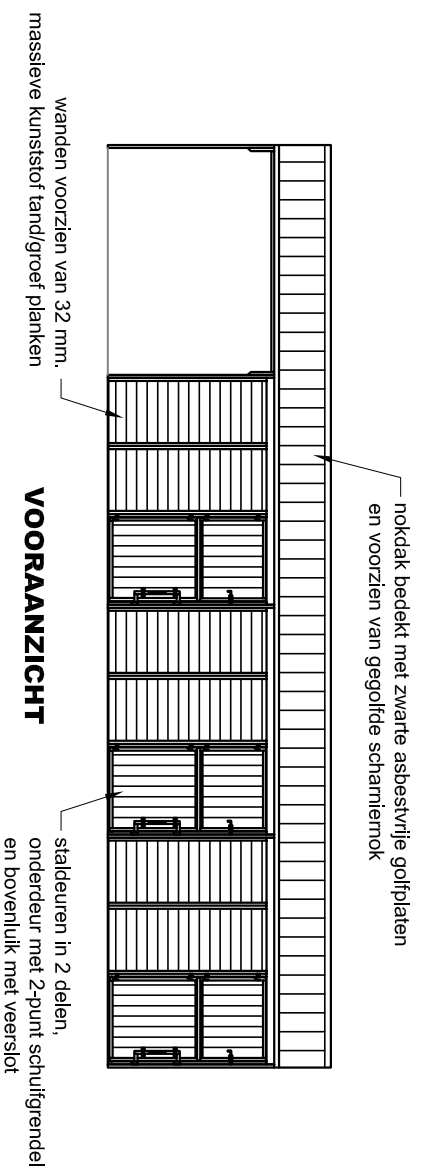 nokdak bedekt met zwarte asbestvrije golfplaten
en voorzien van gegolfde scharniernok
wanden voorzien van 32 mm.
massieve kunststof tand/groef planken
VOORAANZICHT
staldeuren in 2 delen,
onderdeur met 2-punt schuifgrendel
en bovenluik met veerslot